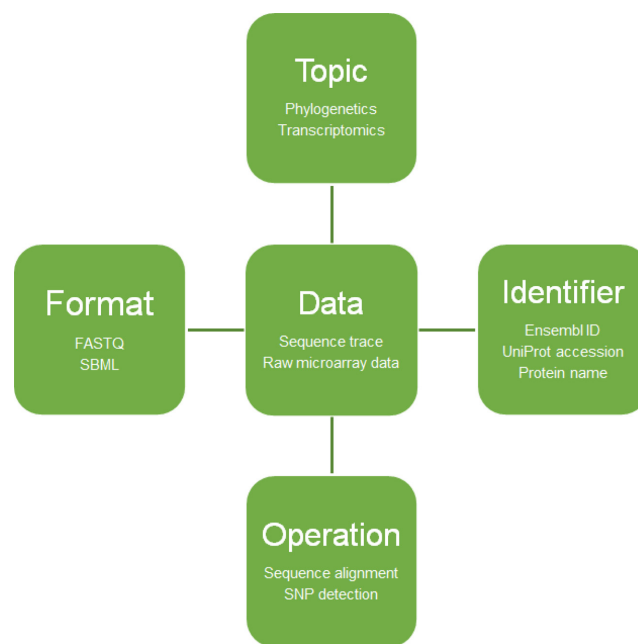 Topic
Phylogenetics
Transcriptomics
Format
FASTQ
SBML
Data
Sequence trace
Raw microarray data
Identifier
Ensembl ID
UniProt accession
Protein name
Operation
Sequence alignment
SNP detection